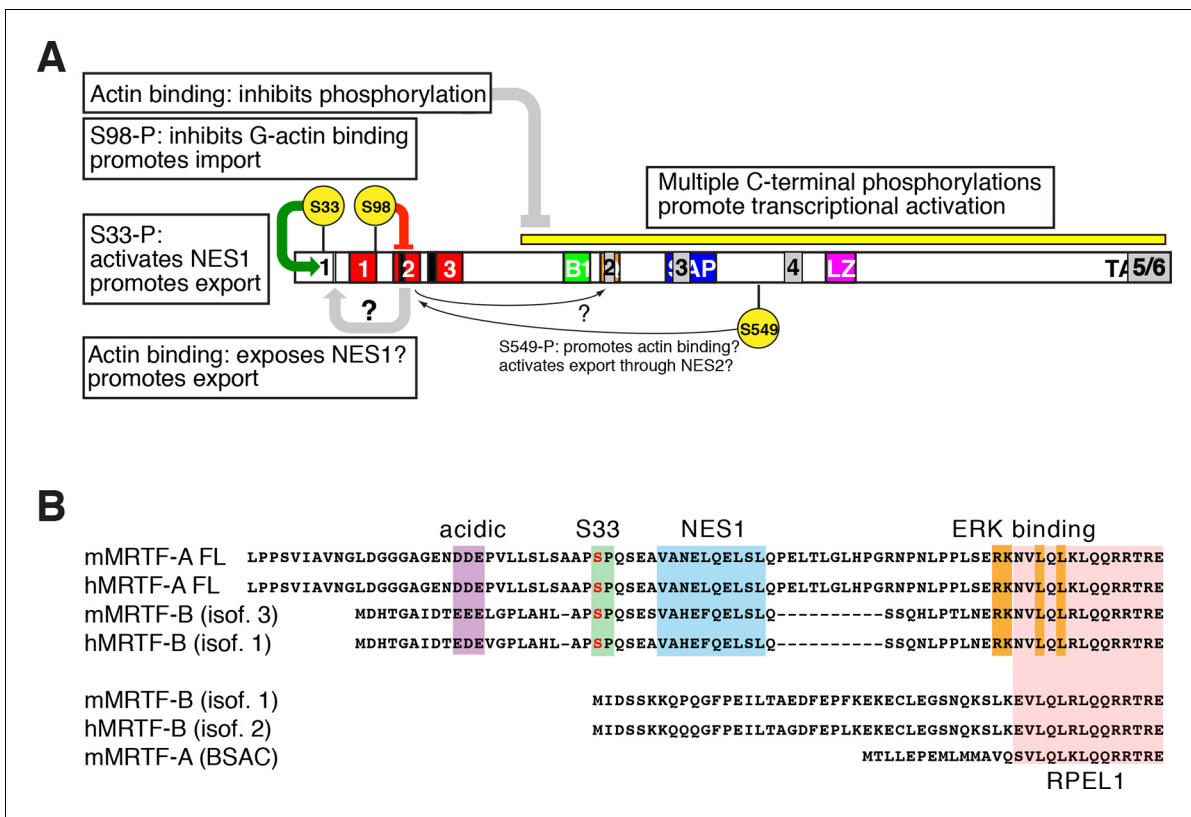 A
Actin binding: inhibits phosphorylation
S98-P: inhibits G-actin binding
promotes import
Multiple C-terminal phosphorylations
promote transcriptional activation
S33 S98
S33-P:
activates NES1
promotes export
1 1 2 3 B1 2 3 AP 4 LZ TA 5/6
?
?
S549
Actin binding: exposes NES1?
promotes export
S549-P: promotes actin binding?
activates export through NES2?
B
acidic S33 NES1 ERK binding
mMRTF-A FL LPPSVIAVNGLDGGGAGENDDEPVLLSLSAAPSPQSEAVANELQELSLQPELTLGLHPGRNPNLPPLSERKNVLQLKLQQRRTRE
hMRTF-A FL LPPSVIAVNGLDGGGAGENDDEPVLLSLSAAPSPQSEAVANELQELSLQPELTLGLHPGRNPNLPPLSERKNVLQLKLQQRRTRE
mMRTF-B (isof. 3) MDHTGAIDTEEELGPLAHL-APSPQSESVAHEFQELSLQ-----------SSQHLPTLNERKNVLQLRLQQRRTRE
hMRTF-B (isof. 1) MDHTGAIDTEDEVGPLAHL-APSPQSEAVAHEFQELSLQ-----------SSQNLPPLNERKNVLQLRLQQRRTRE
mMRTF-B (isof. 1) MIDSSKKQPQGFPEILTAEDFEPFKEKECLEGSNQKSLKEVLQLRLQQRRTRE
hMRTF-B (isof. 2) MIDSSKKQQQGFPEILTAGDFEPLKEKECLEGSNQKSLKEVLQLRLQQRRTRE
mMRTF-A (BSAC) MTLLEPEMLMMAVQSVLQLKLQQRRTRE
RPEL1